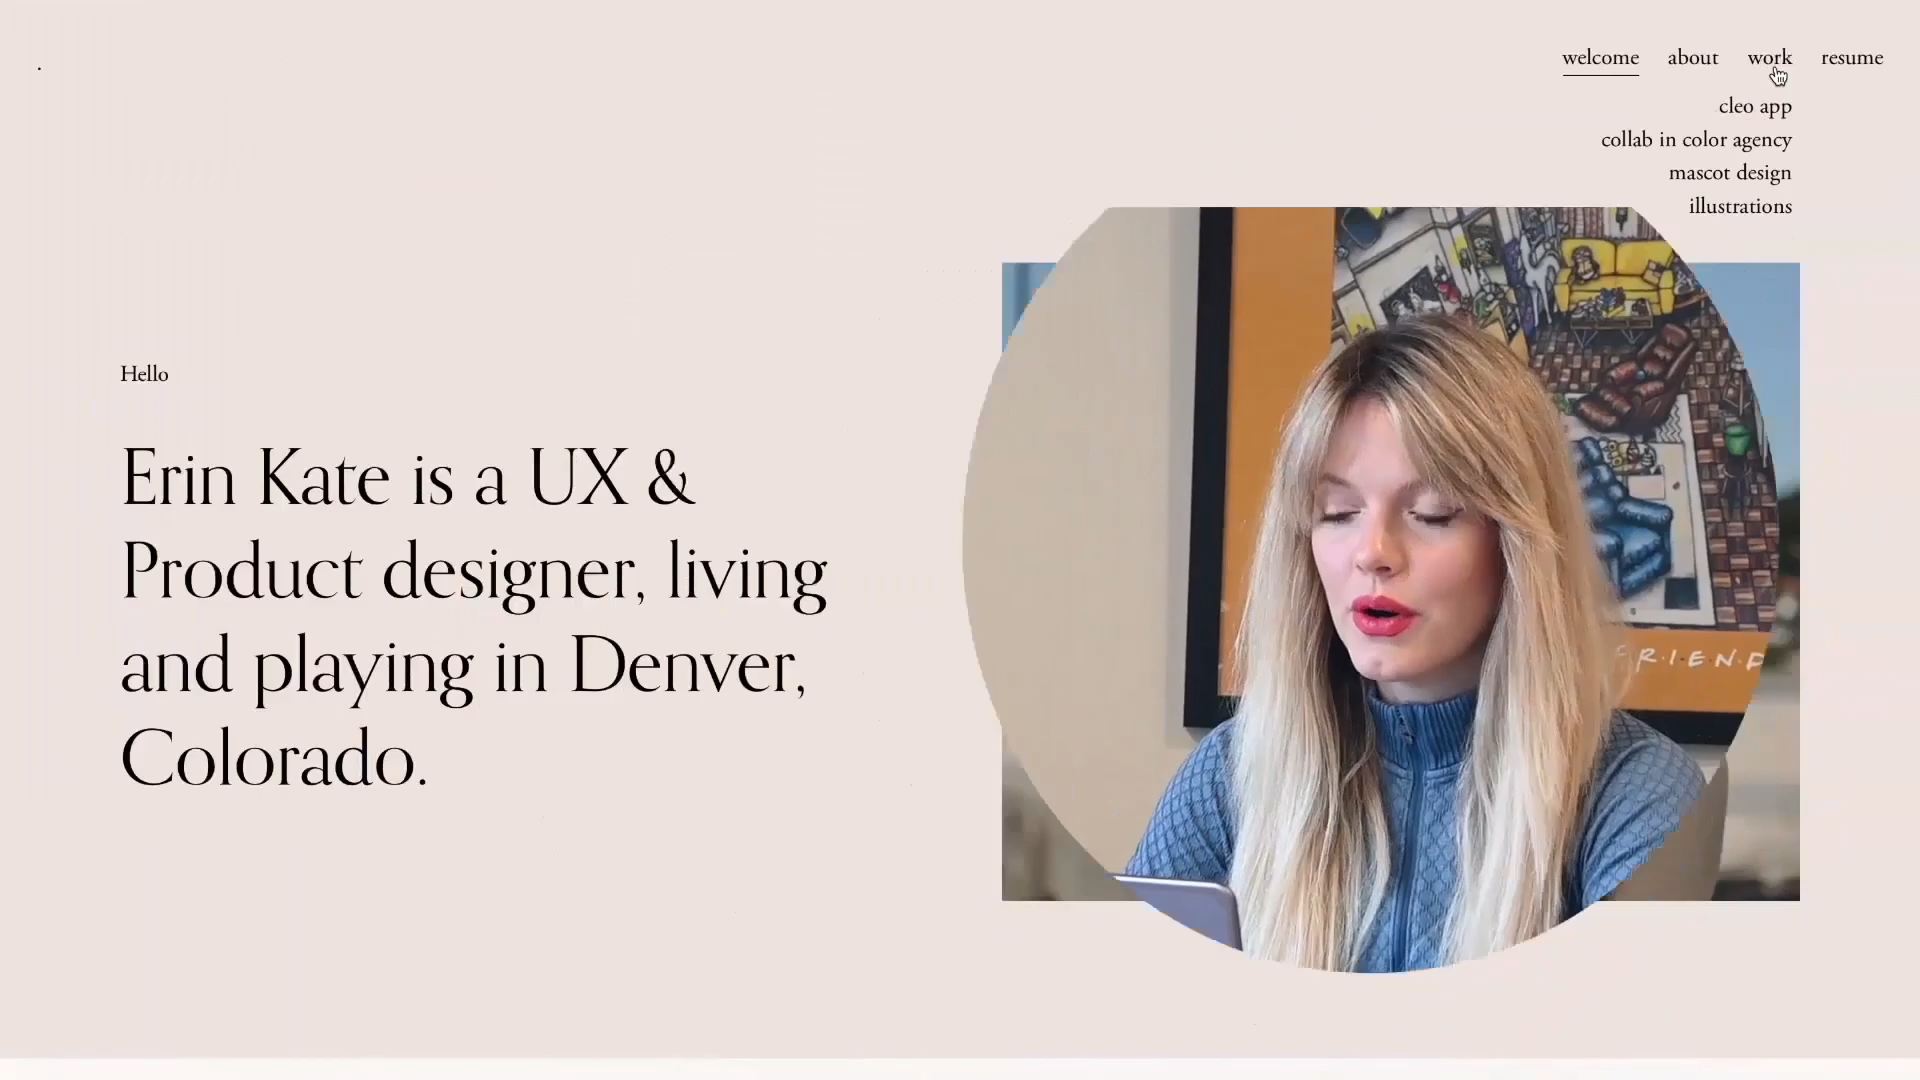 welcome about work resume
cleo app
collab in color agency
mascot design
illustrations
Hello
Erin Kate is a UX &
Product designer, living
and playing in Denver,
Colorado.
F.R.I.E.N.D